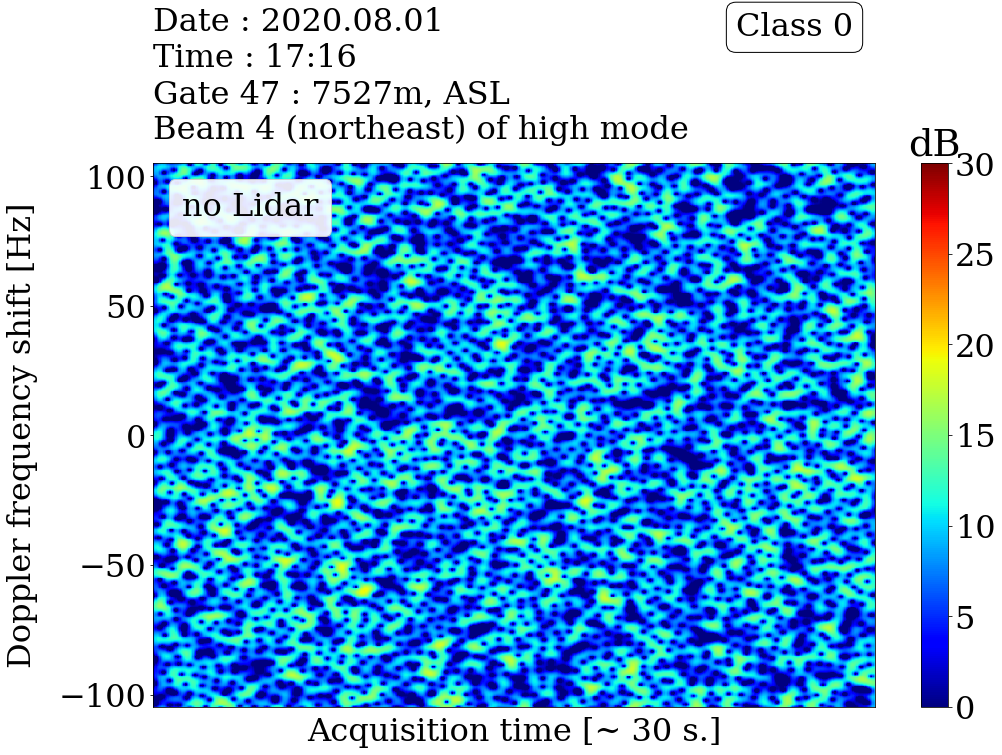 Date : 2020.08.01
Time : 17:16
Gate 47 : 7527m, ASL
Beam 4 (northeast) of high mode
Class 0
dB
no Lidar
Doppler frequency shift [Hz]
100
50
0
−50
−100
30
25
20
15
10
5
0
Acquisition time [~ 30 s.]